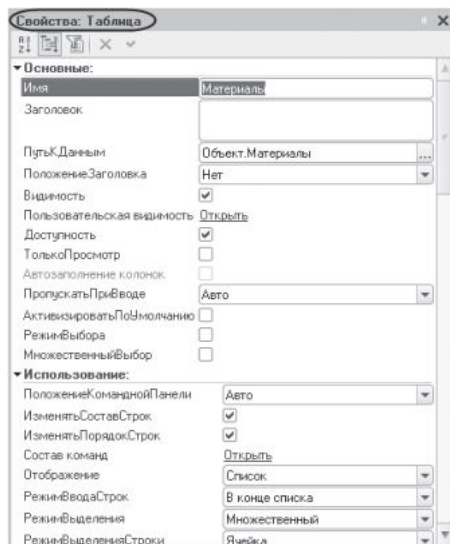 Свойства: Таблица
Основные:
Имя Материалы
Заголовок
ПутьКДанным Объект.Материалы ...
ПоложениеЗаголовка Нет
Видимость
Пользовательская видимость Открыть
Доступность
ТолькоПросмотр
Автозаполнение колонок
ПропускатьПриВводе Авто
АктивизироватьПоУмолчанию
РежимВыбора
МножественныйВыбор
Использование:
ПоложениеКоманднойПанели Авто
ИзменятьСоставСтрок
ИзменятьПорядокСтрок
Состав команд Открыть
Отображение Список
РежимВводаСтрок В конце списка
РежимВыделения Множественный
РежимВыделенияСтроки Ячейка